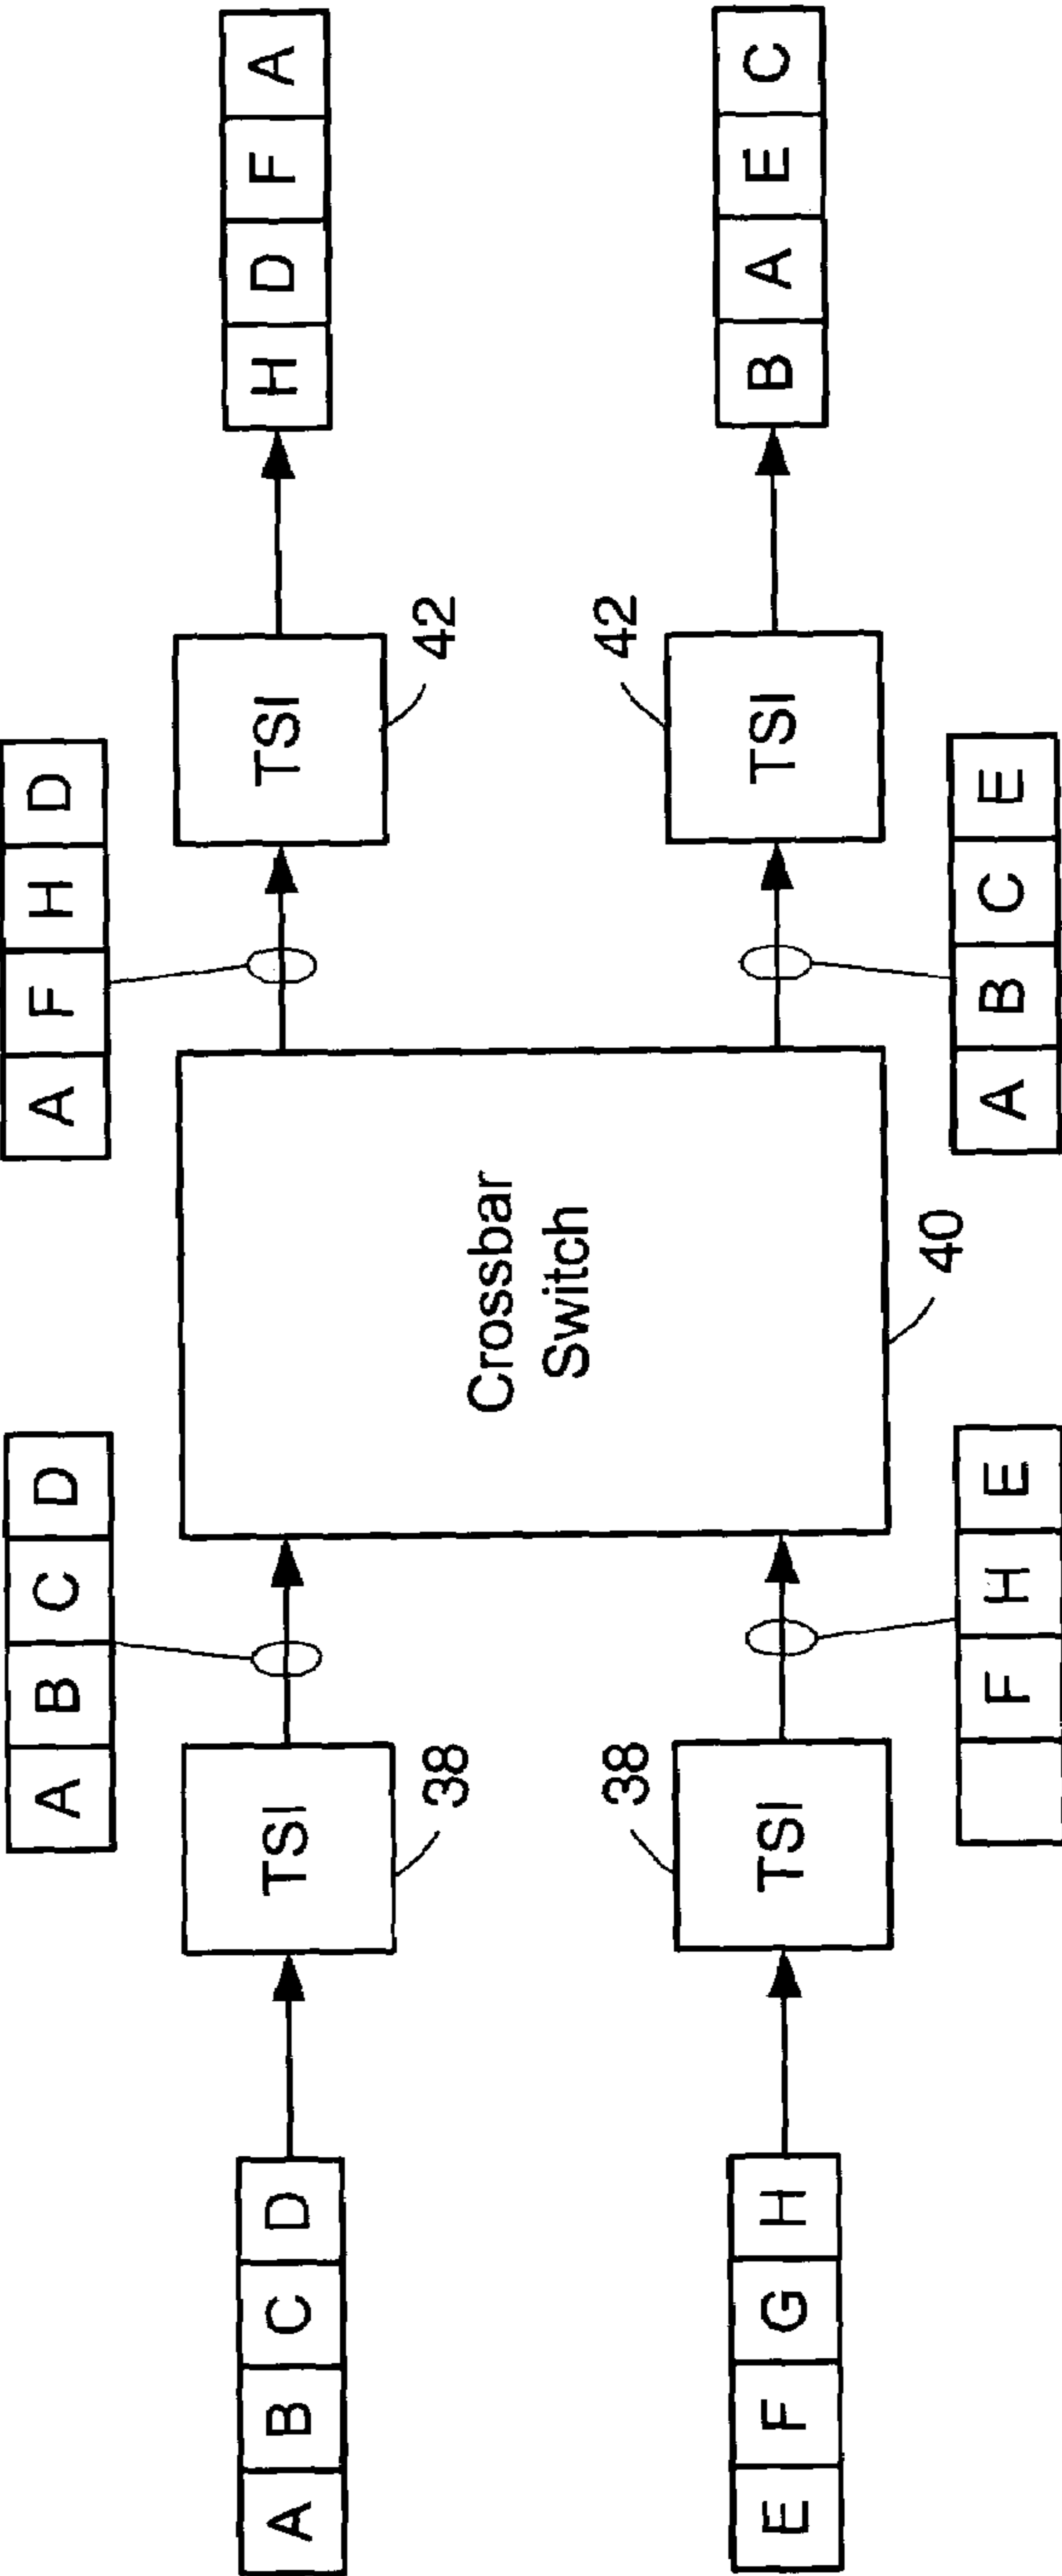 A B C D
A F H D
A B C D
TSI
38
TSI
42
H D F A
Crossbar
Switch
40
E F G H
TSI
38
TSI
42
B A E C
F H E
A B C E